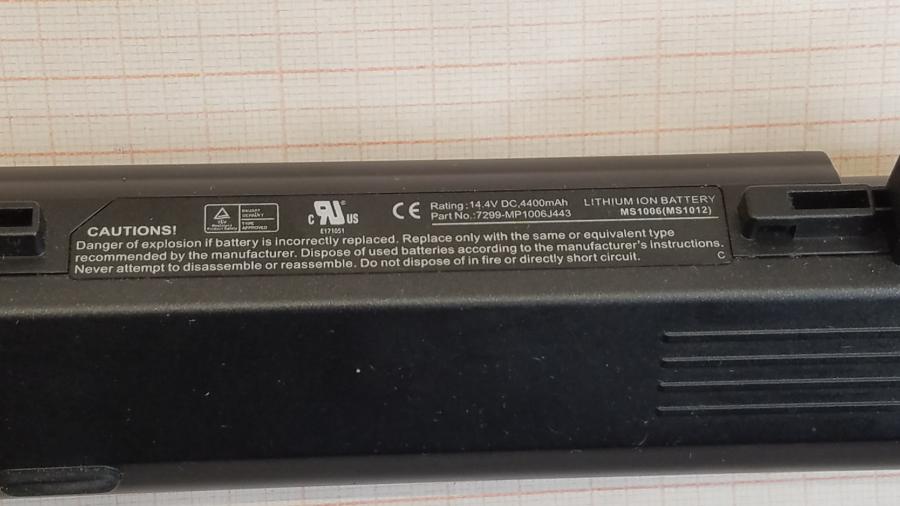 CAUTIONS!
TYPE
APPROVED
C RU US
E171051
CE
Rating:14.4V DC,4400mAh
Part No.:7299-MP1006J443
LITHIUM ION BATTERY
MS1006(MS1012)
Danger of explosion if battery is incorrectly replaced. Replace only with the same or equivalent type
recommended by the manufacturer. Dispose of used batteries according to the manufacturer's instructions.
Never attempt to disassemble or reassemble. Do not dispose of in fire or directly short circuit.
C